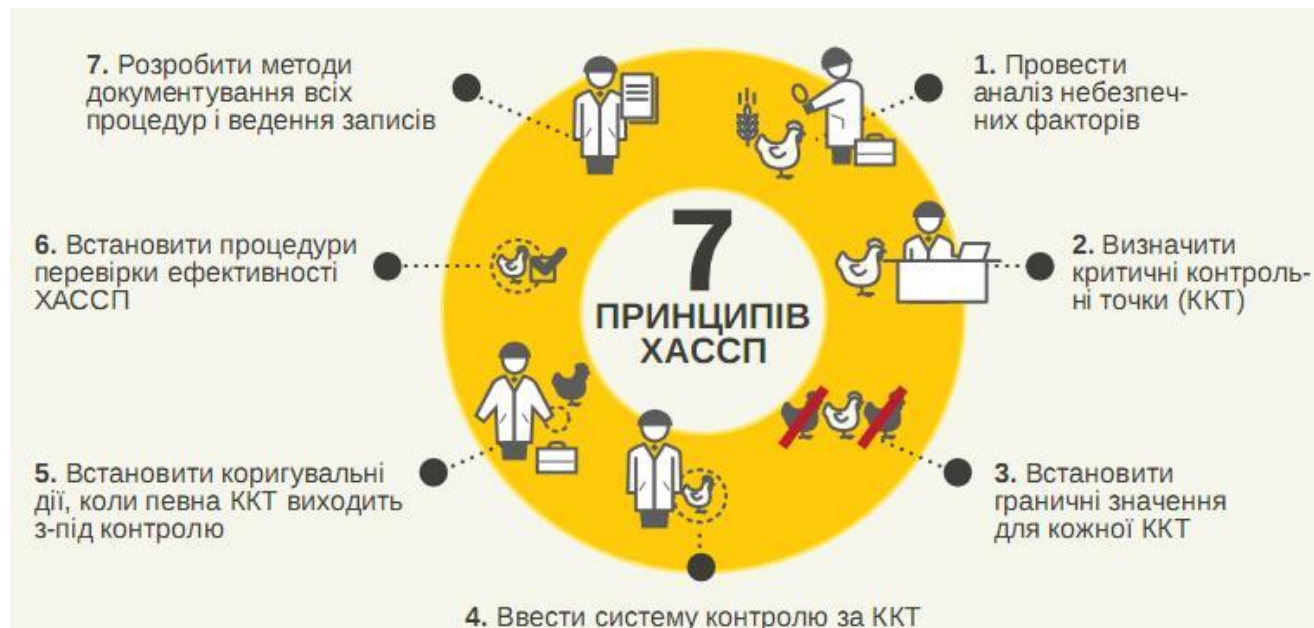 7
ПРИНЦИПІВ
ХАССП
1. Провести
аналіз небезпеч-
них факторів
2. Визначити
критичні контроль-
ні точки (ККТ)
3. Встановити
граничні значення
для кожної ККТ
4. Ввести систему контролю за ККТ
5. Встановити коригувальні
дії, коли певна ККТ виходить
з-під контролю
6. Встановити процедури
перевірки ефективності
ХАССП
7. Розробити методи
документування всіх
процедур і ведення записів